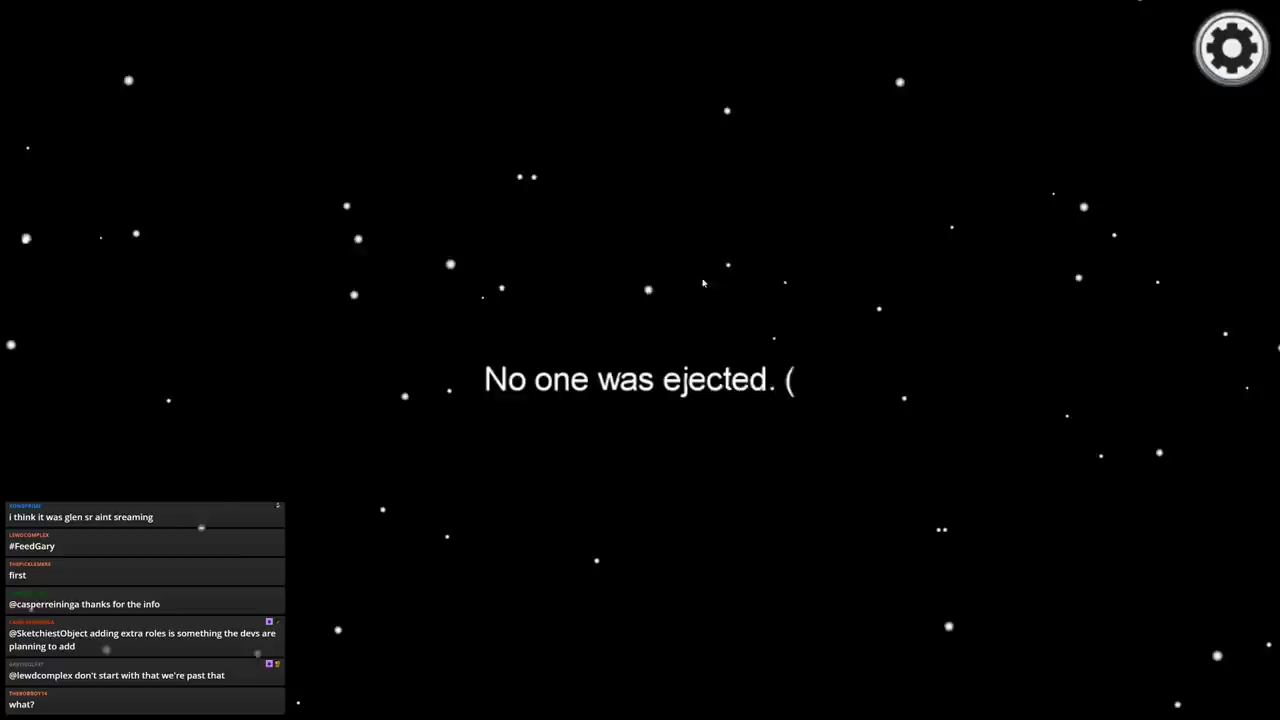 No one was ejected. (
i think it was glen sr aint sreaming
LEWDCOMPLEX
#FeedGary
first
@casperreininga thanks for the info
@SketchiestObject adding extra roles is something the devs are
planning to add
@lewdcomplex don't start with that we're past that
THEBOBBOY14
what?